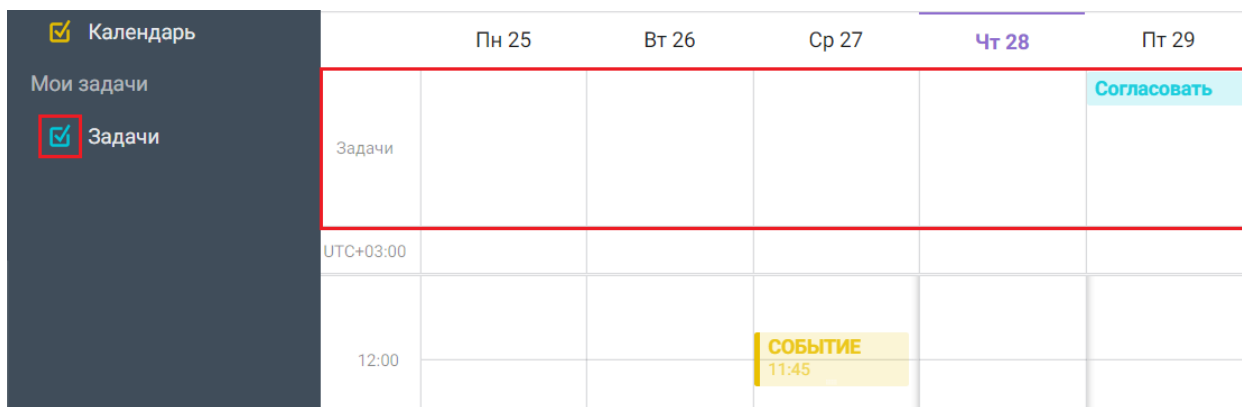 Календарь
Мои задачи
Задачи
Пн 25
Вт 26
Ср 27
Чт 28
Пт 29
Задачи
Согласовать
UTC+03:00
12:00
СОБЫТИЕ
11:45